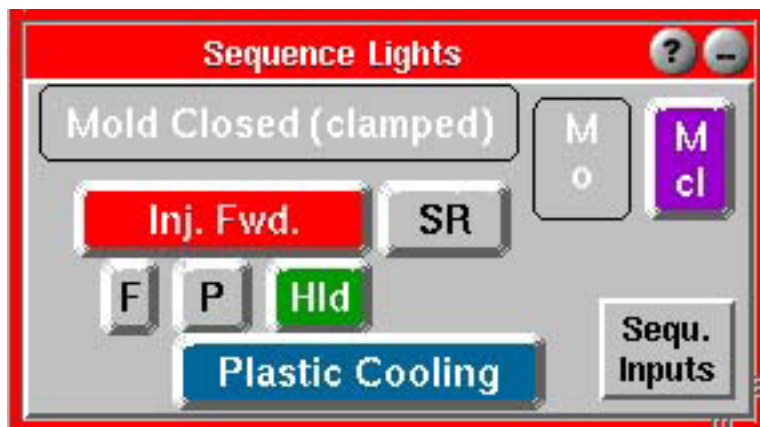 Sequence Lights
? –
Mold Closed (clamped)
M
o
M
cl
Inj. Fwd.
SR
F
P
Hld
Plastic Cooling
Sequ.
Inputs